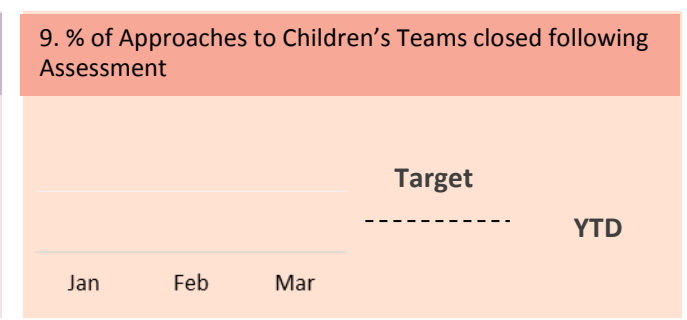 9. % of Approaches to Children’s Teams closed following
Assessment
Target
YTD
Jan Feb Mar